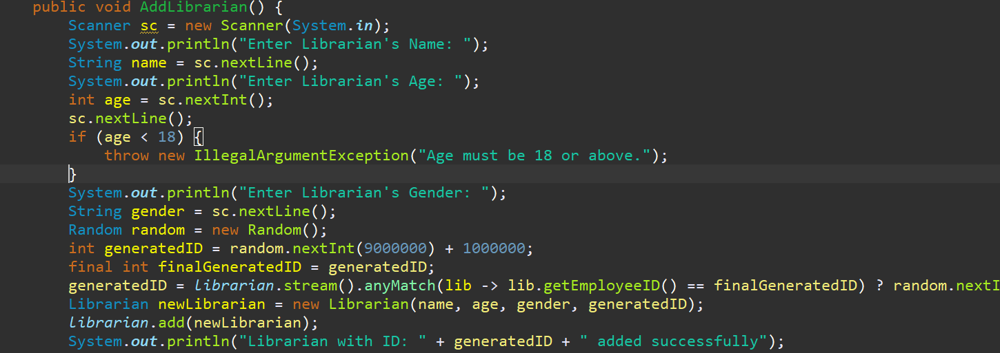 public void AddLibrarian() {
Scanner sc = new Scanner(System.in);
System.out.println("Enter Librarian's Name: ");
String name = sc.nextLine();
System.out.println("Enter Librarian's Age: ");
int age = sc.nextInt();
sc.nextLine();
if (age < 18) {
throw new IllegalArgumentException("Age must be 18 or above.");
}
System.out.println("Enter Librarian's Gender: ");
String gender = sc.nextLine();
Random random = new Random();
int generatedID = random.nextInt(9000000) + 1000000;
final int finalGeneratedID = generatedID;
generatedID = librarian.stream().anyMatch(lib -> lib.getEmployeeID() == finalGeneratedID) ? random.nextI
Librarian newLibrarian = new Librarian(name, age, gender, generatedID);
librarian.add(newLibrarian);
System.out.println("Librarian with ID: " + generatedID + " added successfully");